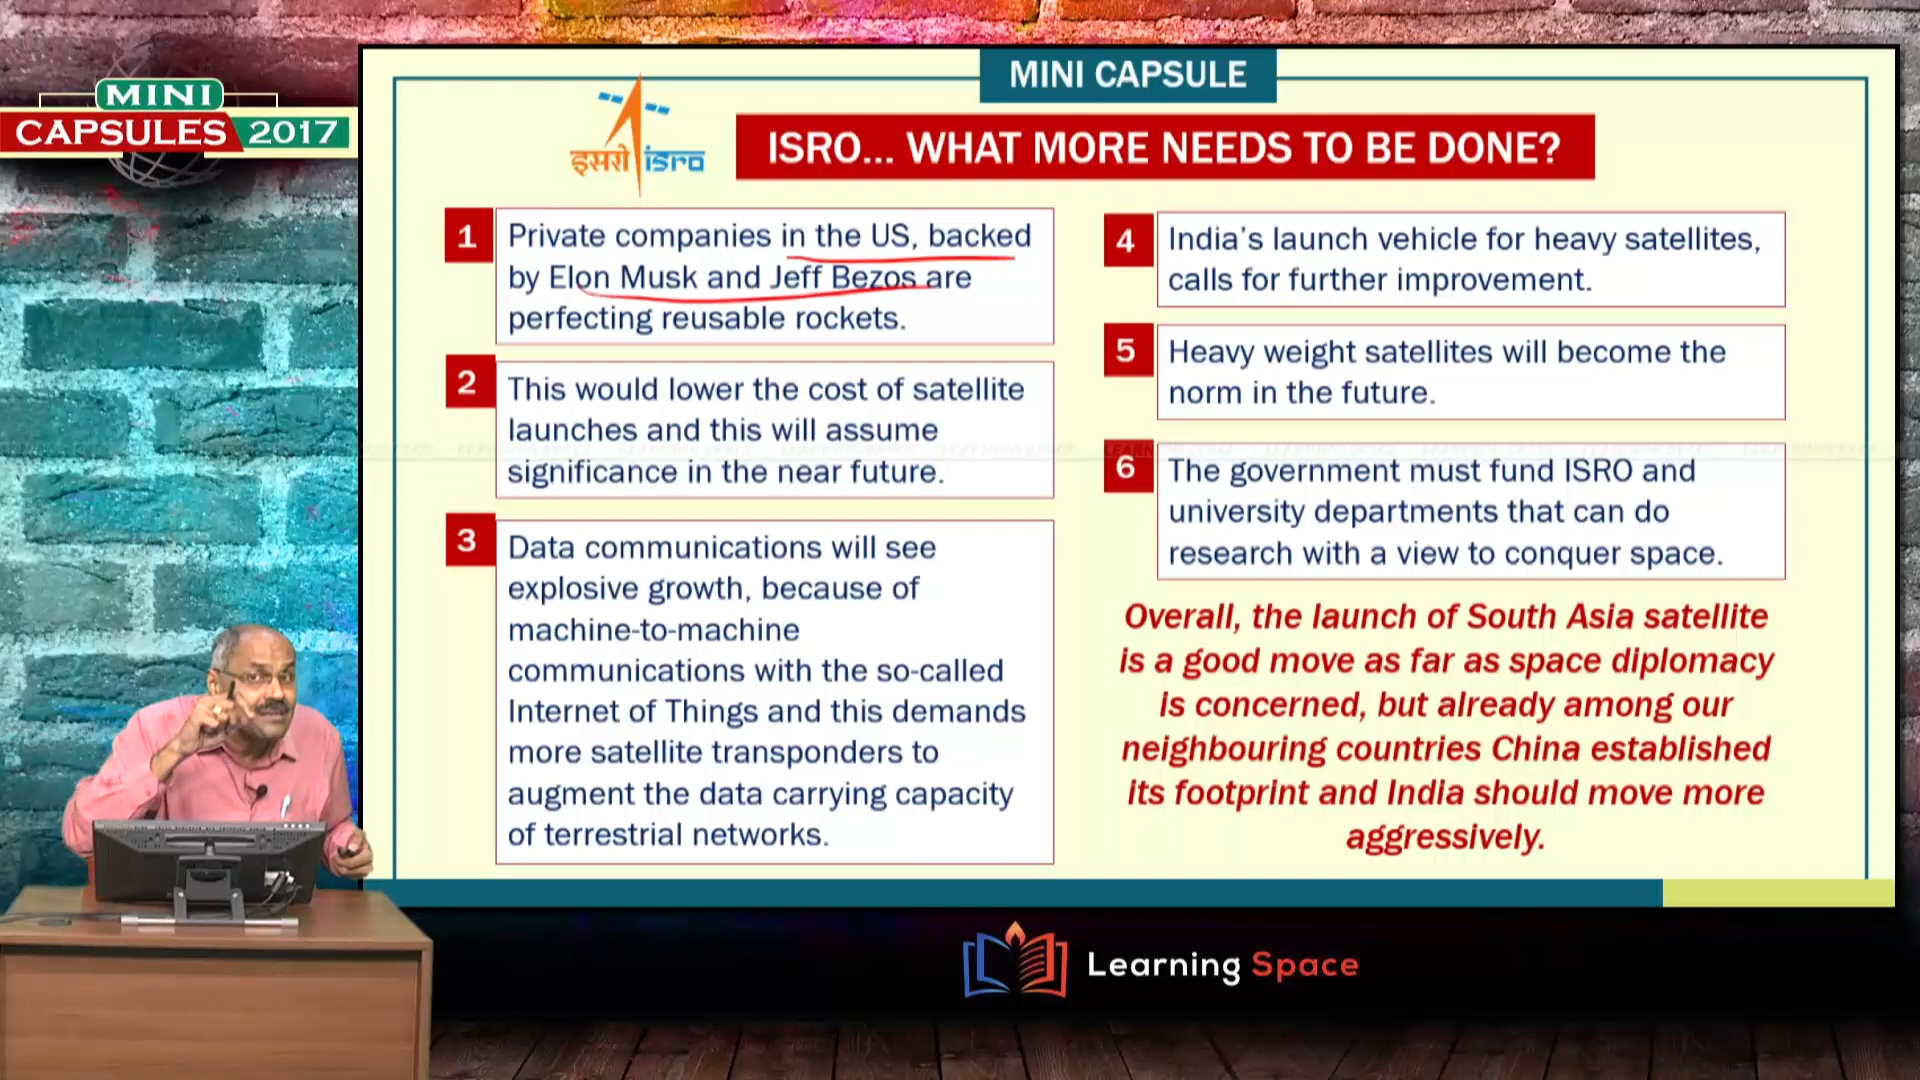 MINI
CAPSULES 2017
MINI CAPSULE
इसरो isro
ISRO... WHAT MORE NEEDS TO BE DONE?
1
Private companies in the US, backed
by Elon Musk and Jeff Bezos are
perfecting reusable rockets.
2
This would lower the cost of satellite
launches and this will assume
significance in the near future.
3
Data communications will see
explosive growth, because of
machine-to-machine
communications with the so-called
Internet of Things and this demands
more satellite transponders to
augment the data carrying capacity
of terrestrial networks.
4
India's launch vehicle for heavy satellites,
calls for further improvement.
5
Heavy weight satellites will become the
norm in the future.
6
The government must fund ISRO and
university departments that can do
research with a view to conquer space.
Overall, the launch of South Asia satellite
is a good move as far as space diplomacy
is concerned, but already among our
neighbouring countries China established
its footprint and India should move more
aggressively.
Learning Space